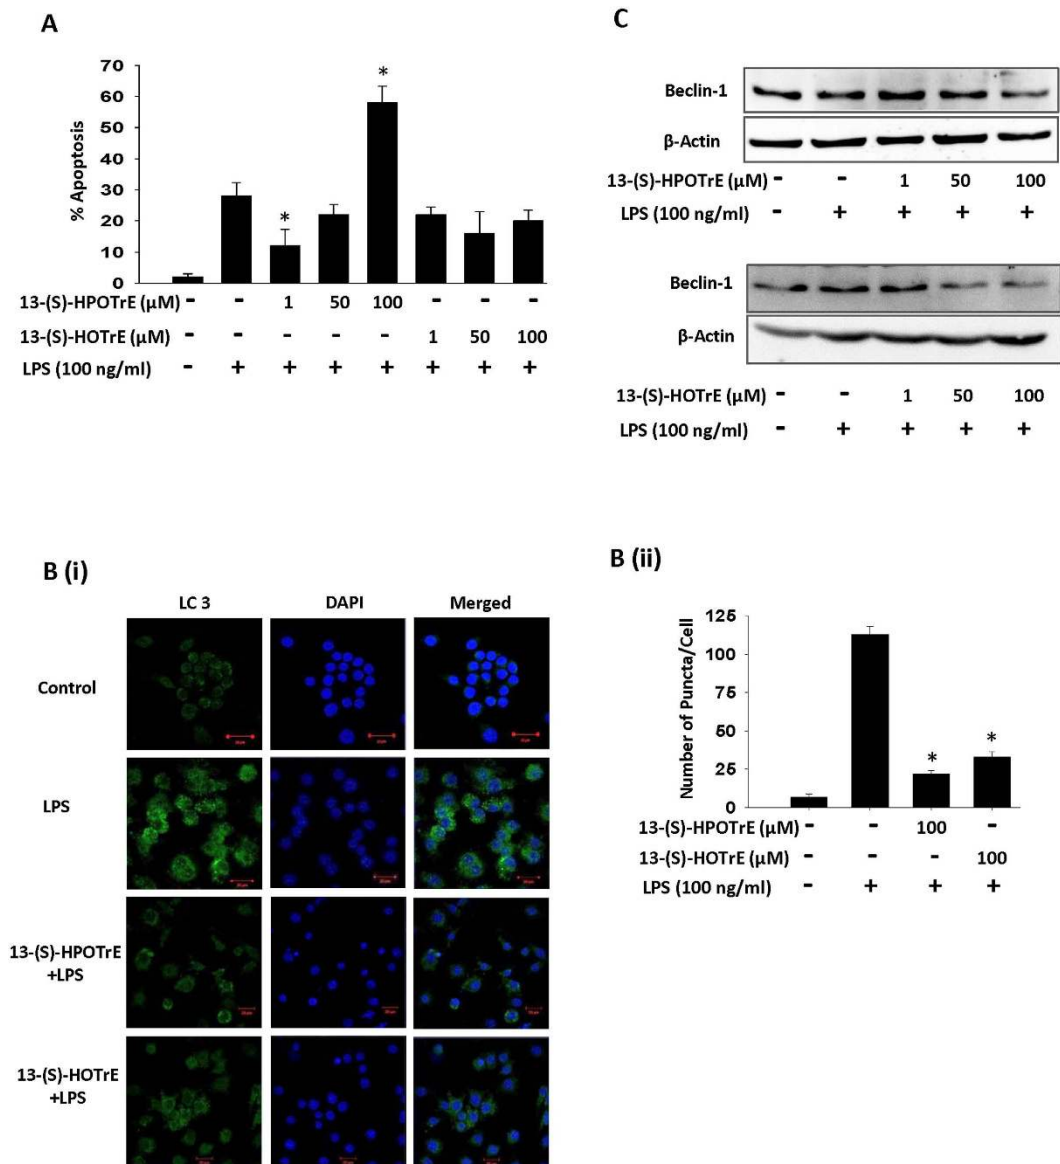 A
70
60
50
40
30
20
10
0
% Apoptosis
* *
13-(S)-HPOTrE (µM) - - 1 50 100 - - -
13-(S)-HOTrE (µM) - - - - - 1 50 100
LPS (100 ng/ml) - + + + + + + +
C
Beclin-1
β-Actin
13-(S)-HPOTrE (µM) - - 1 50 100
LPS (100 ng/ml) - + + + +
Beclin-1
β-Actin
13-(S)-HOTrE (µM) - - 1 50 100
LPS (100 ng/ml) - + + + +
B (i)
LC 3 DAPI Merged
Control
LPS
13-(S)-HPOTrE
+LPS
13-(S)-HOTrE
+LPS
B (ii)
125
100
75
50
25
0
Number of Puncta/Cell
* *
13-(S)-HPOTrE (µM) - - 100 -
13-(S)-HOTrE (µM) - - - 100
LPS (100 ng/ml) - + + +